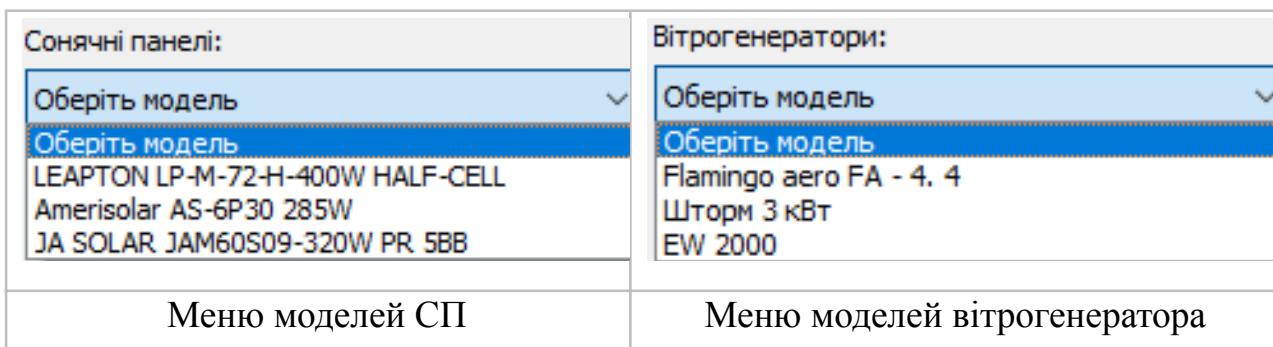 Сонячні панелі:
Оберіть модель
Оберіть модель
LEAPTON LP-M-72-H-400W HALF-CELL
Amerisolar AS-6P30 285W
JA SOLAR JAM60S09-320W PR 5BB
Меню моделей СП
Вітрогенератори:
Оберіть модель
Оберіть модель
Flamingo aero FA - 4. 4
Шторм 3 кВт
EW 2000
Меню моделей вітрогенератора